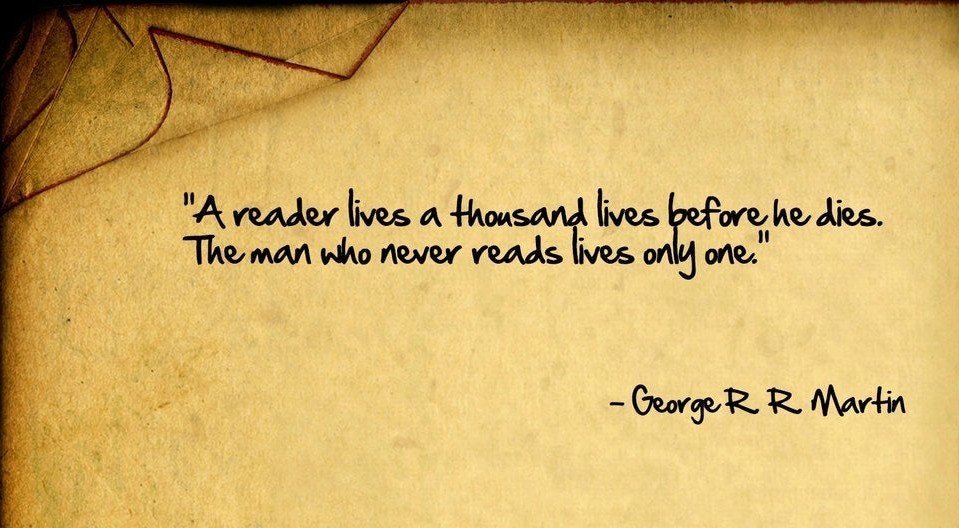 "A reader lives a thousand lives before he dies.
The man who never reads lives only one."
- George R. R. Martin